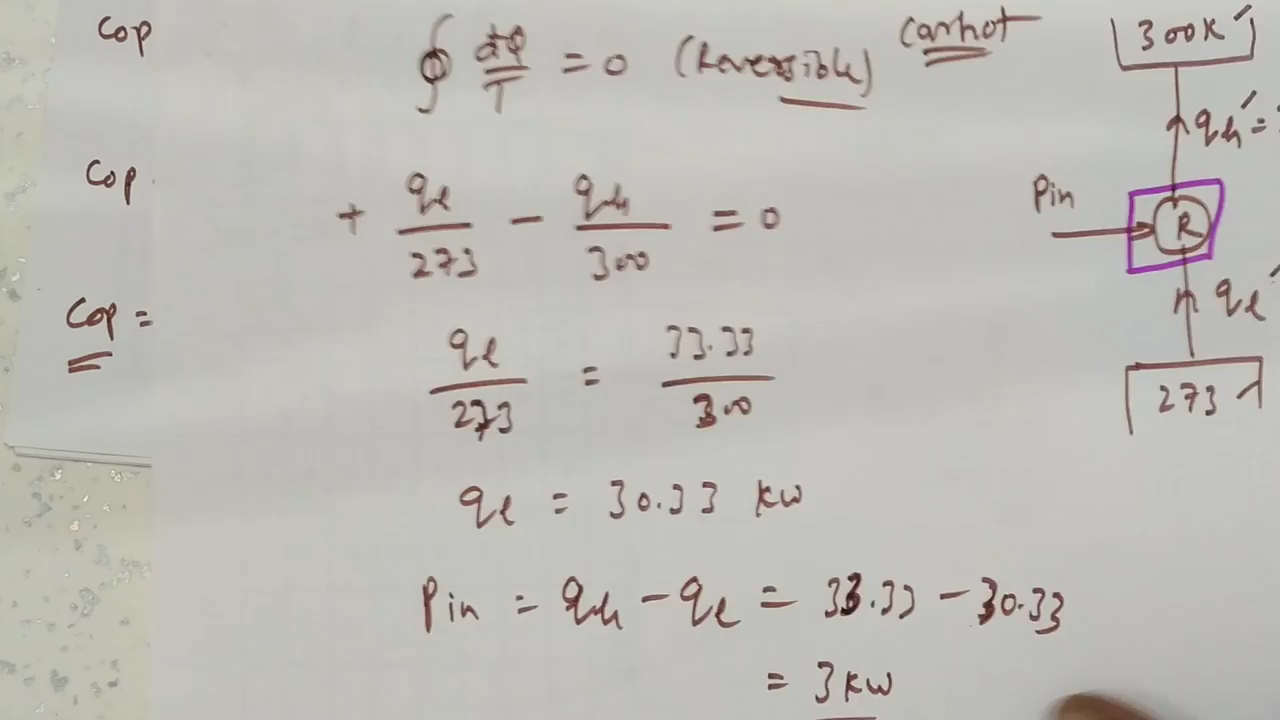 Cop
∮ dQ/T = 0 (Reversible) Carnot
300K
qh =
Cop
Pin
R
+ ql/273 − qh/300 = 0
ql
Cop =
ql/273 = 33.33/300
273
ql = 30.33 kw
Pin = qh − ql = 33.33 − 30.33
= 3 kw